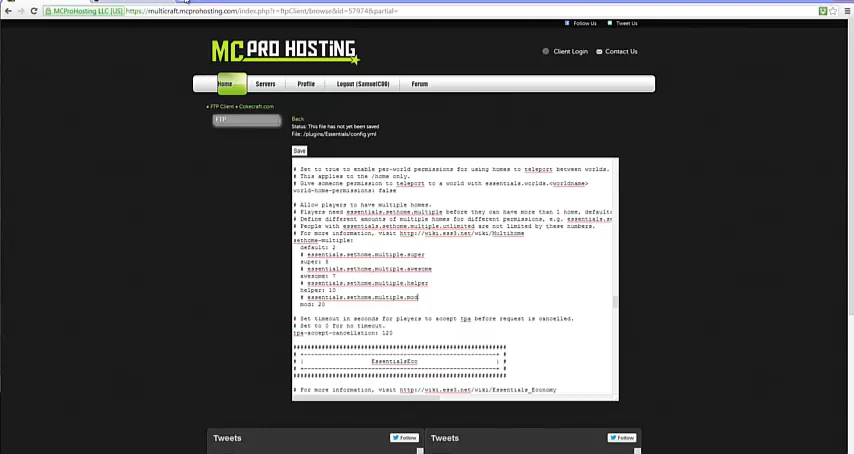 MCProHosting LLC [US]
https://multicraft.mcprohosting.com/index.php?r=ftpClient/browse&id=57974&partial=
Follow Us
Tweet Us
MC PRO HOSTING
Client Login
Contact Us
Home
Servers
Profile
Logout (SamuelC00)
Forum
FTP Client
Cokecraft.com
FTP
Back
Status: This file has not yet been saved
File: /plugins/Essentials/config.yml
Save
# Set to true to enable per-world permissions for using homes to teleport between worlds.
# This applies to the /home only.
# Give someone permission to teleport to a world with essentials.worlds.<worldname>
world-home-permissions: false
# Allow players to have multiple homes.
# Players need essentials.sethome.multiple before they can have more than 1 home, default
# Define different amounts of multiple homes for different permissions, e.g. essentials.se
# People with essentials.sethome.multiple.unlimited are not limited by these numbers.
# For more information, visit http://wiki.ess3.net/wiki/Multihome
sethome-multiple:
default: 2
# essentials.sethome.multiple.super
super: 3
# essentials.sethome.multiple.awesome
awesome: 7
# essentials.sethome.multiple.helper
helper: 10
# essentials.sethome.multiple.mod
mod: 20
# Set timeout in seconds for players to accept tpa before request is cancelled.
# Set to 0 for no timeout.
tpa-accept-cancellation: 120
############################################################
# +------------------------------------------------------+ #
# | EssentialsEco | #
# +------------------------------------------------------+ #
############################################################
# For more information, visit http://wiki.ess3.net/wiki/Essentials_Economy
Tweets
Follow
Tweets
Follow